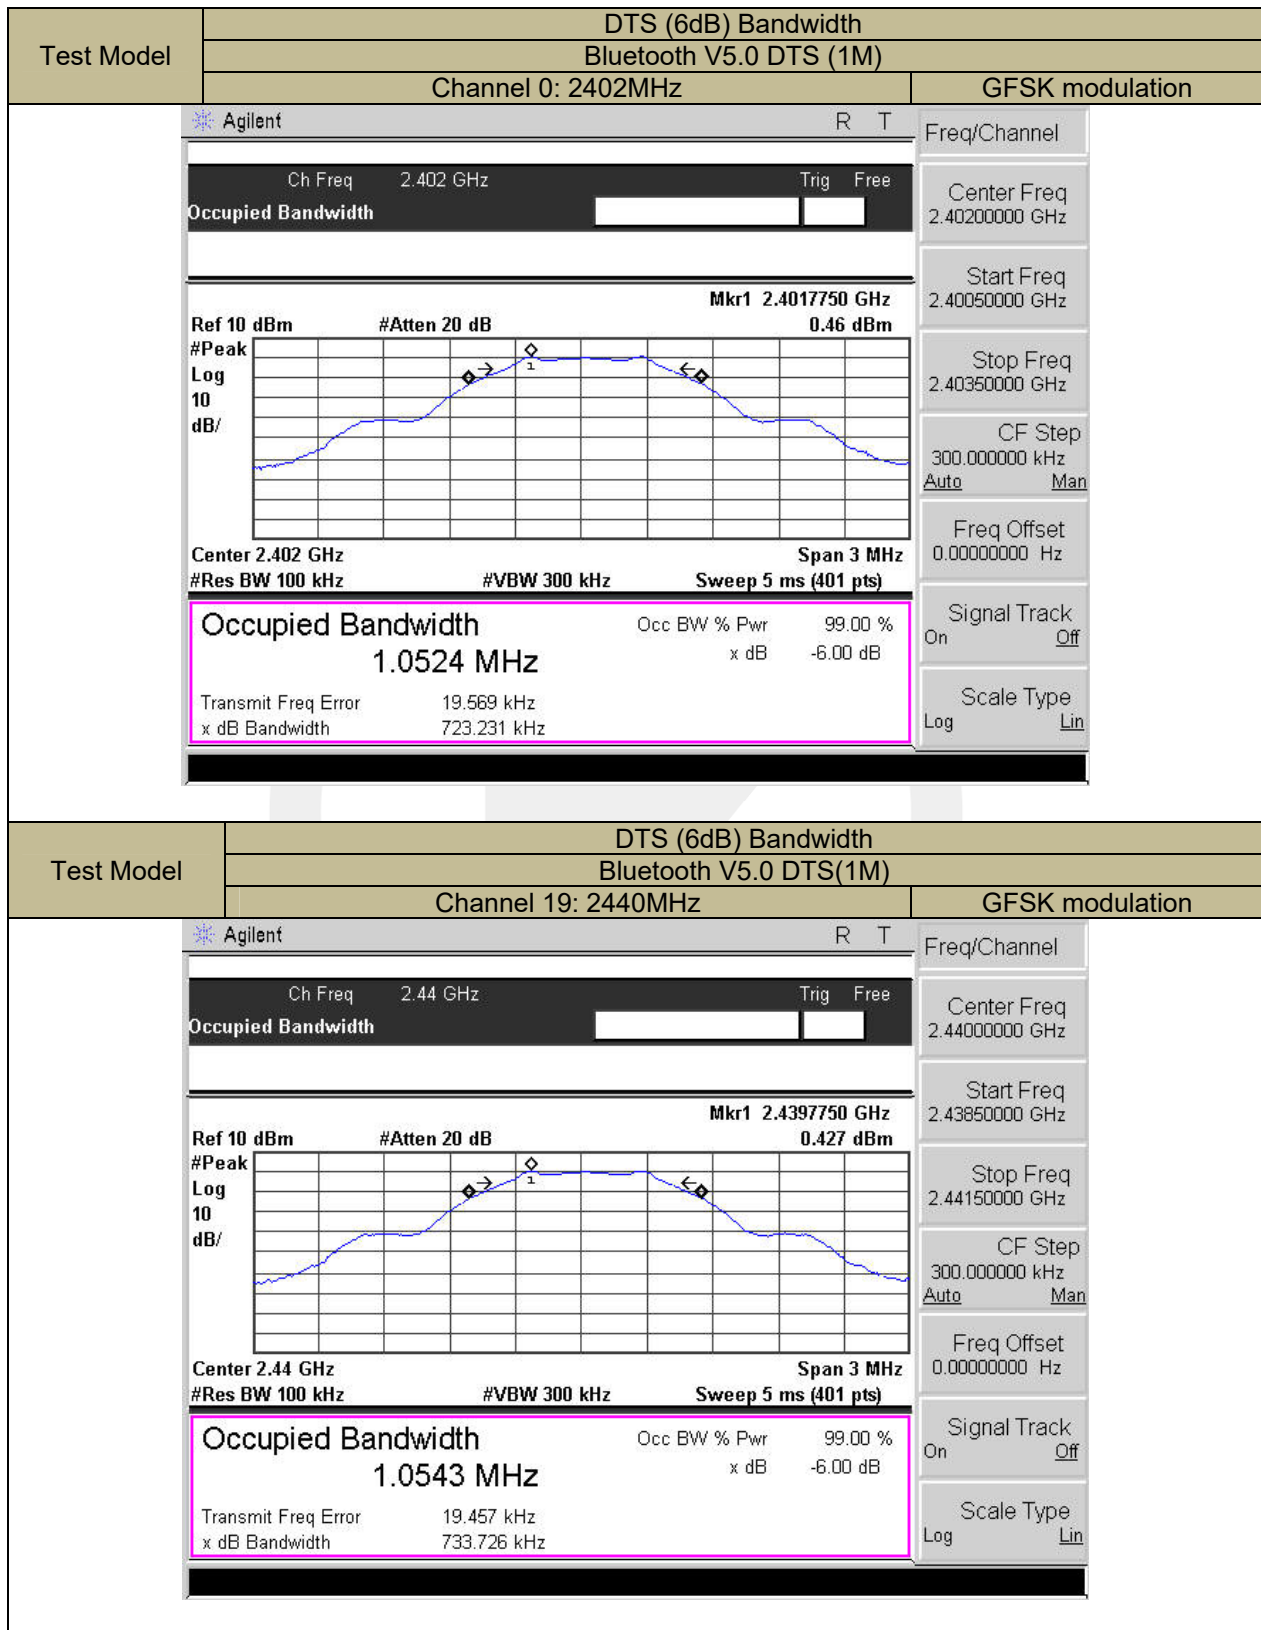 Test Model
DTS (6dB) Bandwidth
Bluetooth V5.0 DTS (1M)
Channel 0: 2402MHz GFSK modulation
Agilent R T
Freq/Channel
Ch Freq 2.402 GHz Trig Free
Occupied Bandwidth
Center Freq
2.40200000 GHz
Start Freq
2.40050000 GHz
Mkr1 2.4017750 GHz
Ref 10 dBm #Atten 20 dB 0.46 dBm
#Peak
Log
10
dB/
1
Stop Freq
2.40350000 GHz
CF Step
300.000000 kHz
Auto Man
Freq Offset
0.00000000 Hz
Center 2.402 GHz Span 3 MHz
#Res BW 100 kHz #VBW 300 kHz Sweep 5 ms (401 pts)
Occupied Bandwidth Occ BW % Pwr 99.00 %
1.0524 MHz x dB -6.00 dB
Transmit Freq Error 19.569 kHz
x dB Bandwidth 723.231 kHz
Signal Track
On Off
Scale Type
Log Lin
Test Model
DTS (6dB) Bandwidth
Bluetooth V5.0 DTS(1M)
Channel 19: 2440MHz GFSK modulation
Agilent R T
Freq/Channel
Ch Freq 2.44 GHz Trig Free
Occupied Bandwidth
Center Freq
2.44000000 GHz
Start Freq
2.43850000 GHz
Mkr1 2.4397750 GHz
Ref 10 dBm #Atten 20 dB 0.427 dBm
#Peak
Log
10
dB/
1
Stop Freq
2.44150000 GHz
CF Step
300.000000 kHz
Auto Man
Freq Offset
0.00000000 Hz
Center 2.44 GHz Span 3 MHz
#Res BW 100 kHz #VBW 300 kHz Sweep 5 ms (401 pts)
Occupied Bandwidth Occ BW % Pwr 99.00 %
1.0543 MHz x dB -6.00 dB
Transmit Freq Error 19.457 kHz
x dB Bandwidth 733.726 kHz
Signal Track
On Off
Scale Type
Log Lin